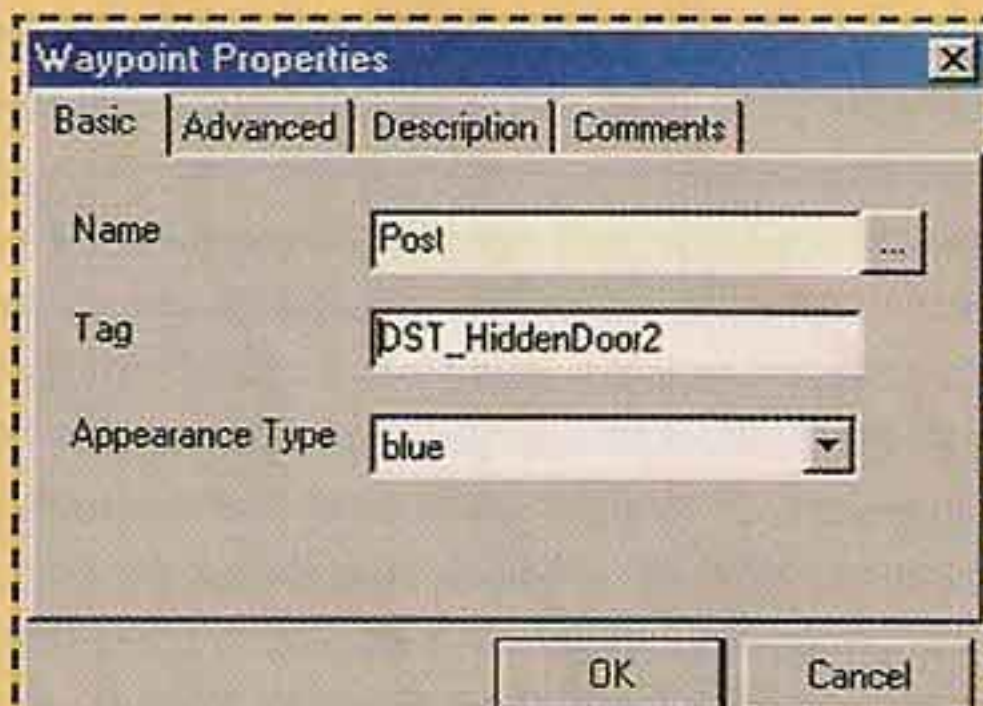 Waypoint Properties
Basic Advanced Description Comments
Name Post ...
Tag DST_HiddenDoor2
Appearance Type blue
OK Cancel